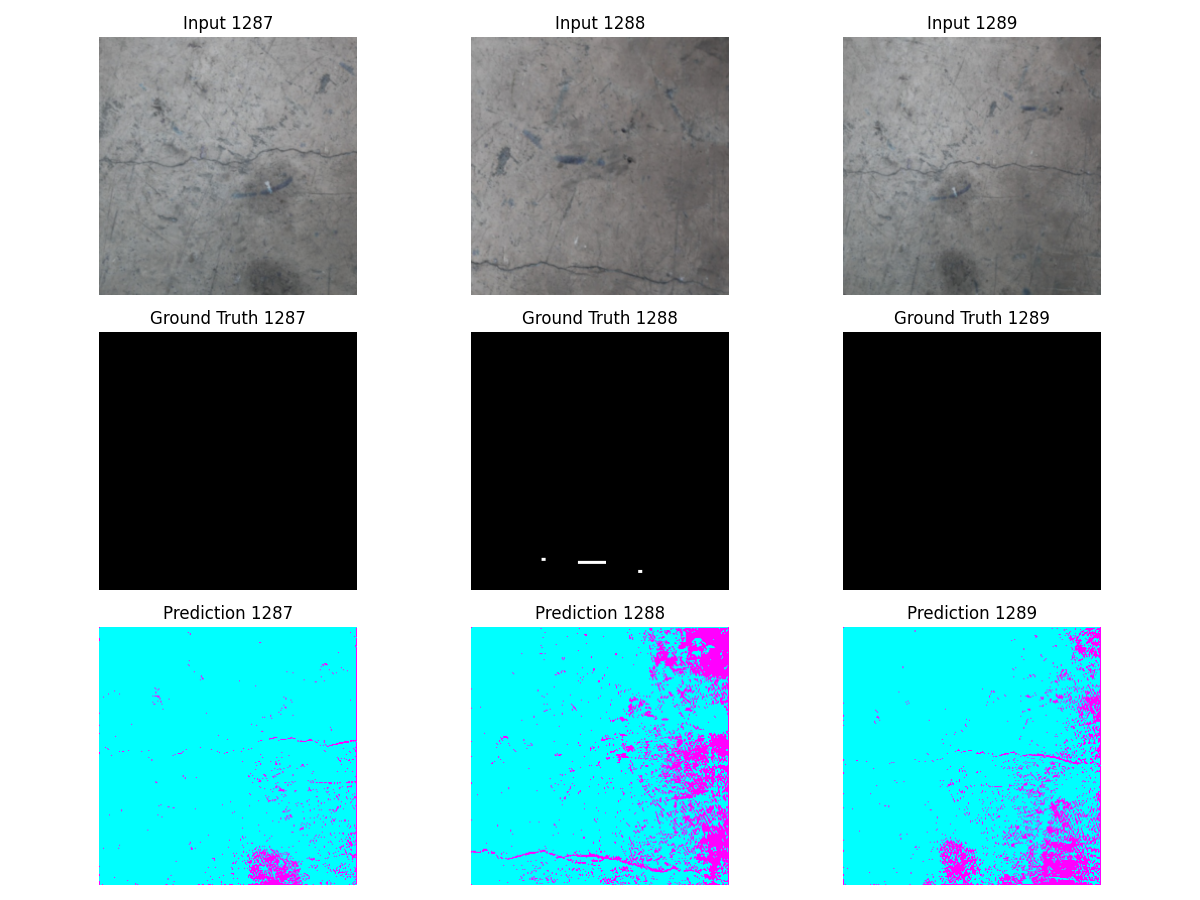 Input 1287
Input 1288
Input 1289
Ground Truth 1287
Ground Truth 1288
Ground Truth 1289
Prediction 1287
Prediction 1288
Prediction 1289